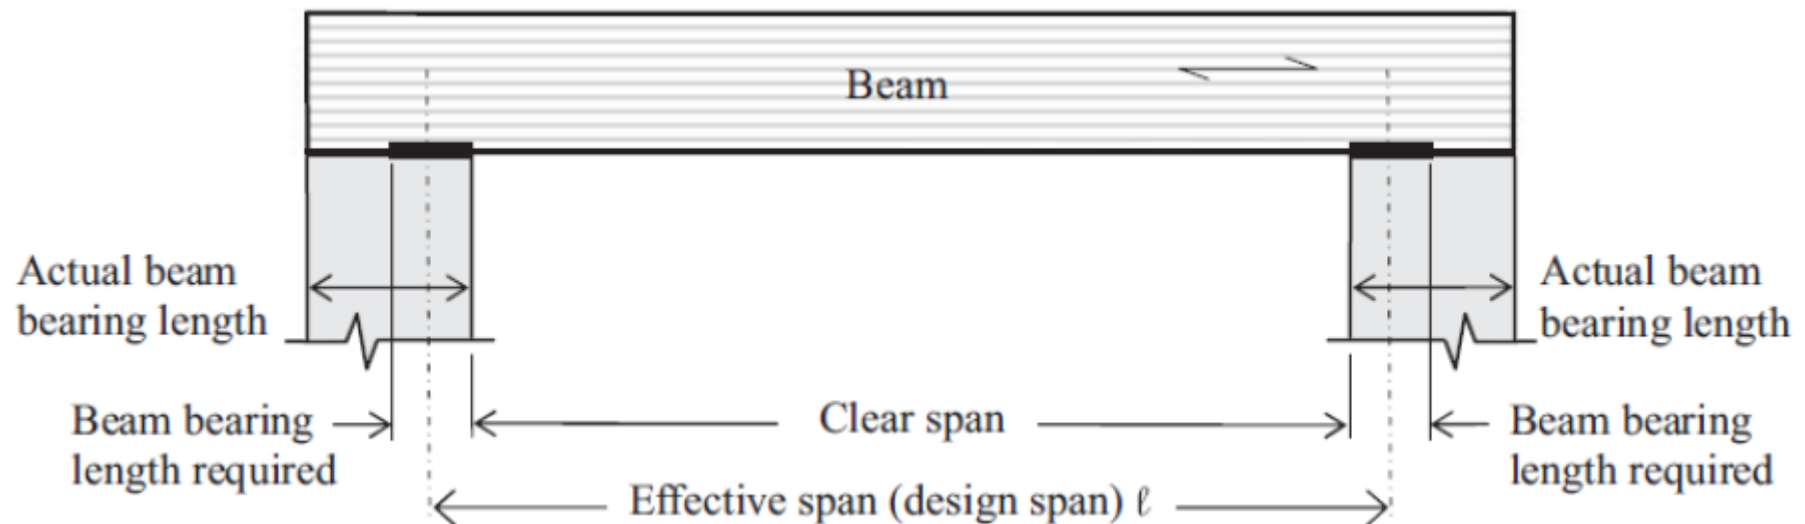 Beam
Actual beam
bearing length
Actual beam
bearing length
Beam bearing
length required
Clear span
Beam bearing
length required
Effective span (design span) ℓ